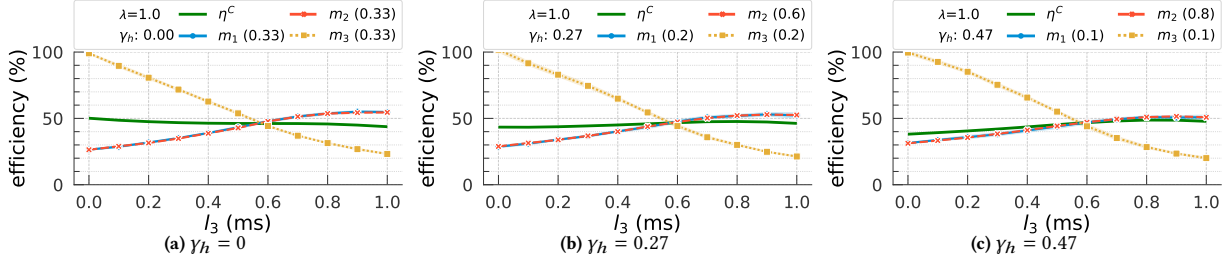 λ=1.0 η^C m₂ (0.33)
γₕ: 0.00 m₁ (0.33) m₃ (0.33)
100
50
0
efficiency (%)
0.0 0.2 0.4 0.6 0.8 1.0
l₃ (ms)
(a) γₕ = 0
λ=1.0 η^C m₂ (0.6)
γₕ: 0.27 m₁ (0.2) m₃ (0.2)
100
50
0
efficiency (%)
0.0 0.2 0.4 0.6 0.8 1.0
l₃ (ms)
(b) γₕ = 0.27
λ=1.0 η^C m₂ (0.8)
γₕ: 0.47 m₁ (0.1) m₃ (0.1)
100
50
0
efficiency (%)
0.0 0.2 0.4 0.6 0.8 1.0
l₃ (ms)
(c) γₕ = 0.47